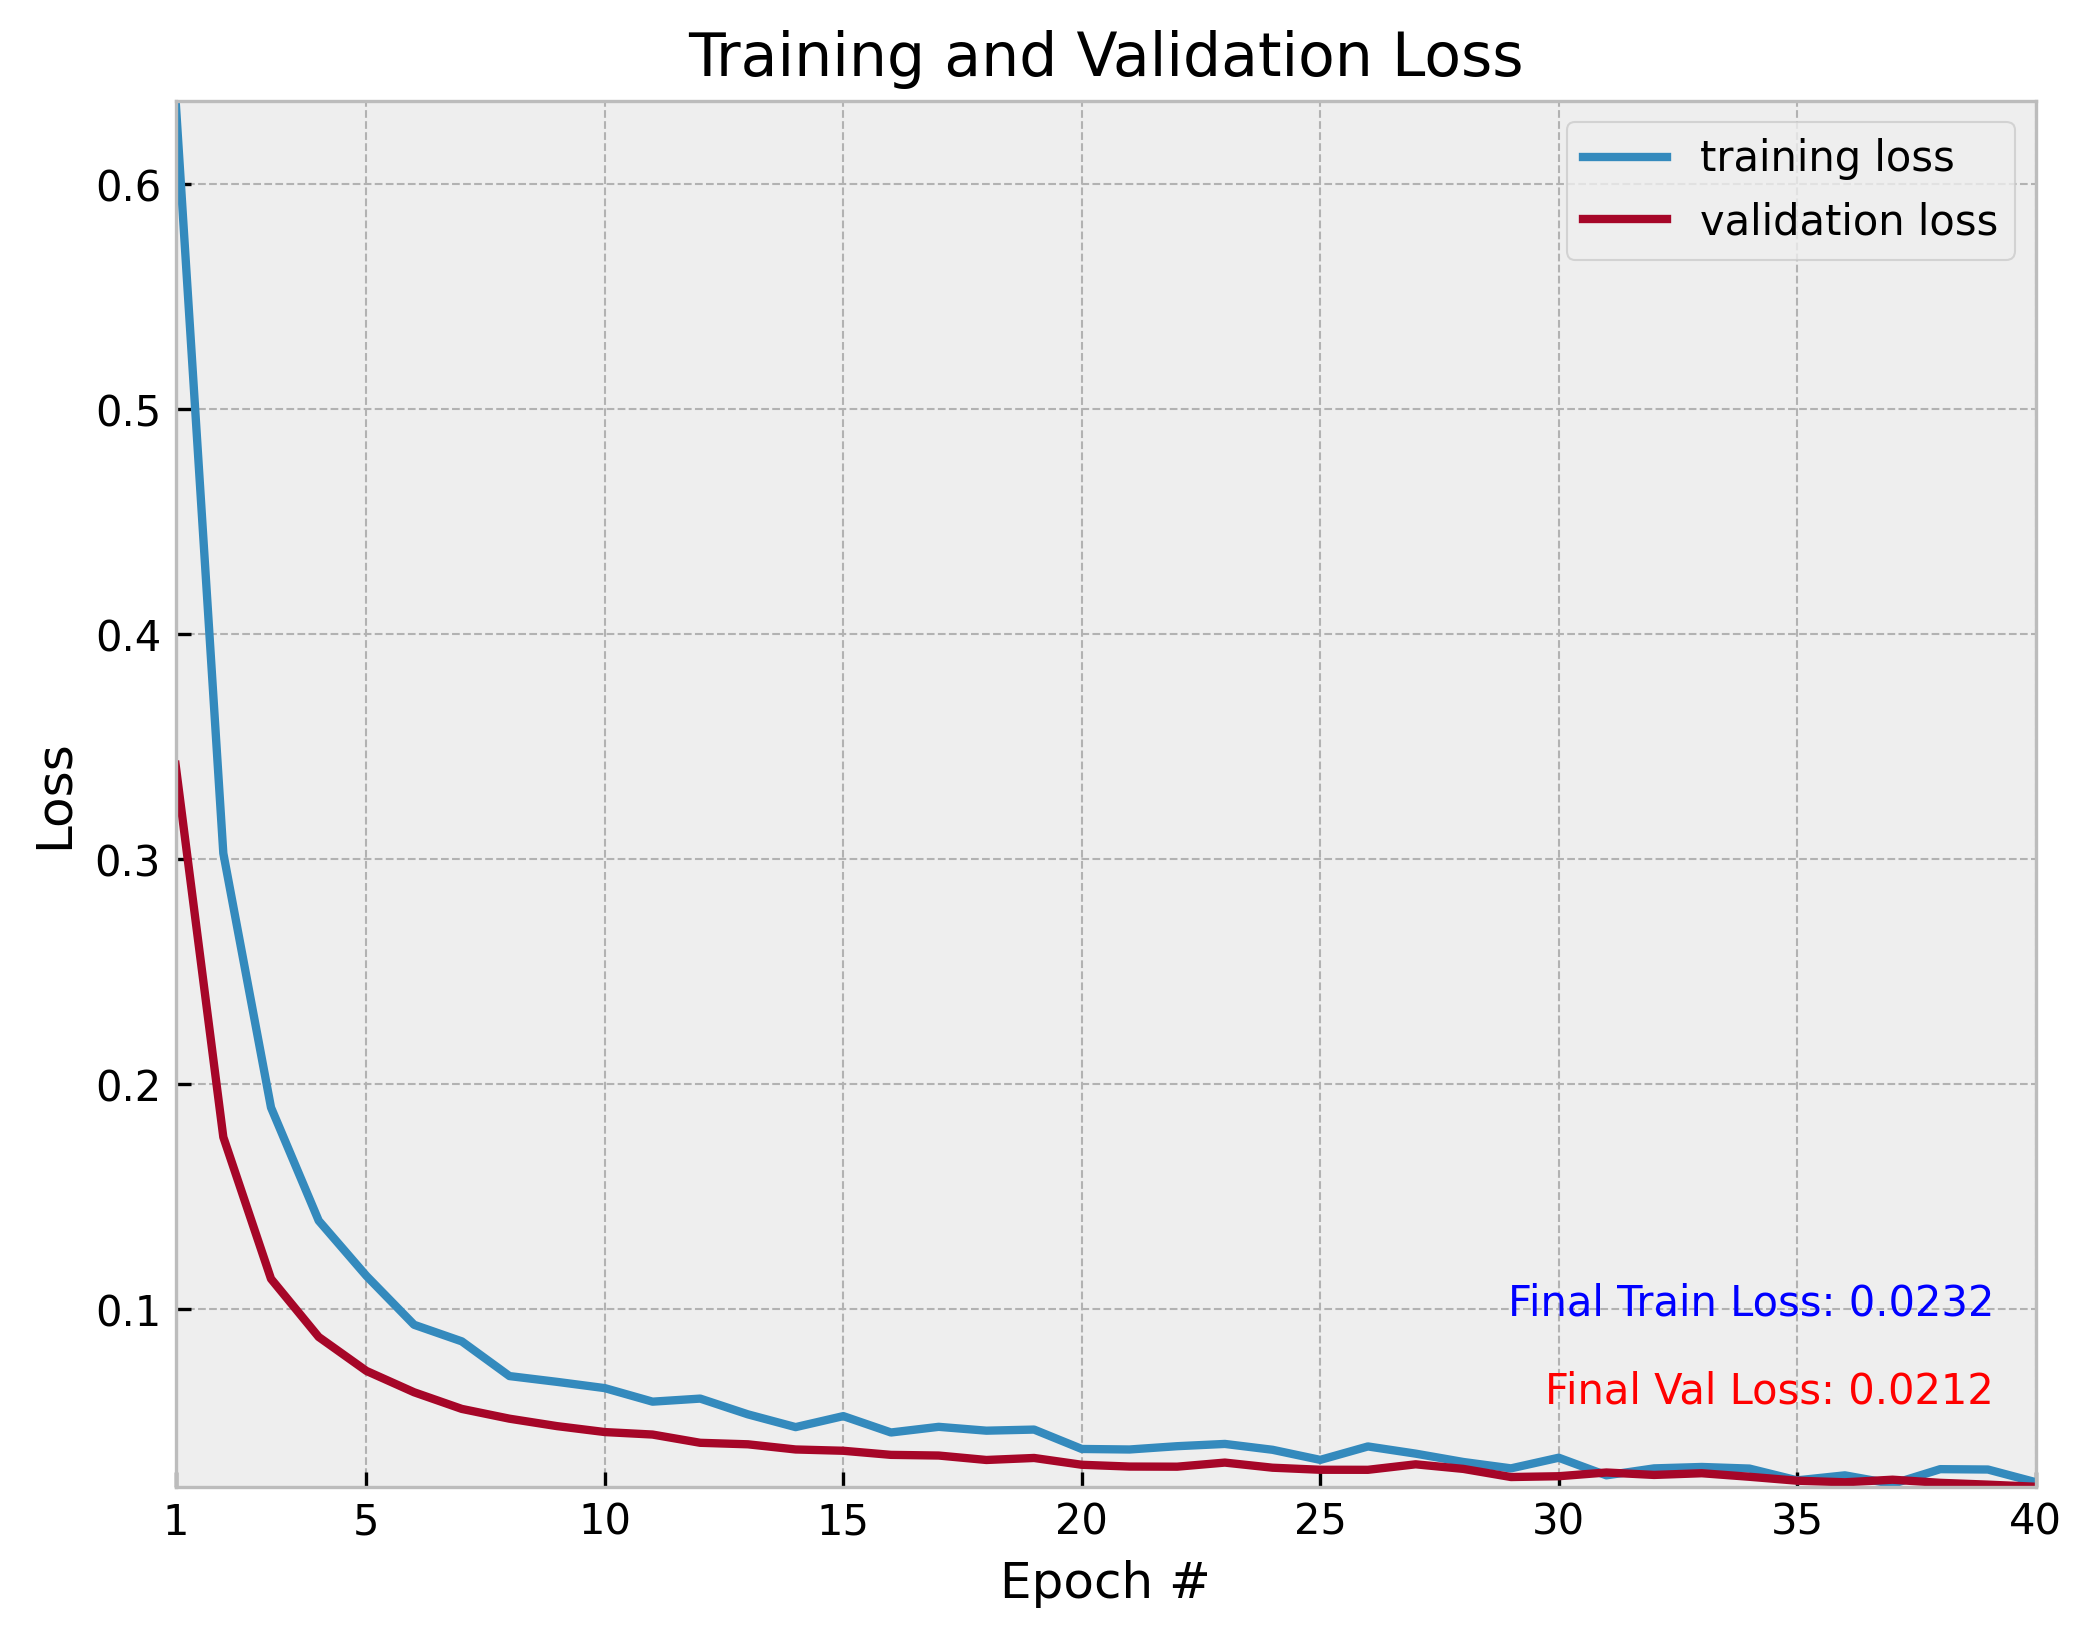 Training and Validation Loss
training loss
validation loss
0.6
0.5
0.4
0.3
0.2
0.1
Loss
Final Train Loss: 0.0232
Final Val Loss: 0.0212
1 5 10 15 20 25 30 35 40
Epoch #